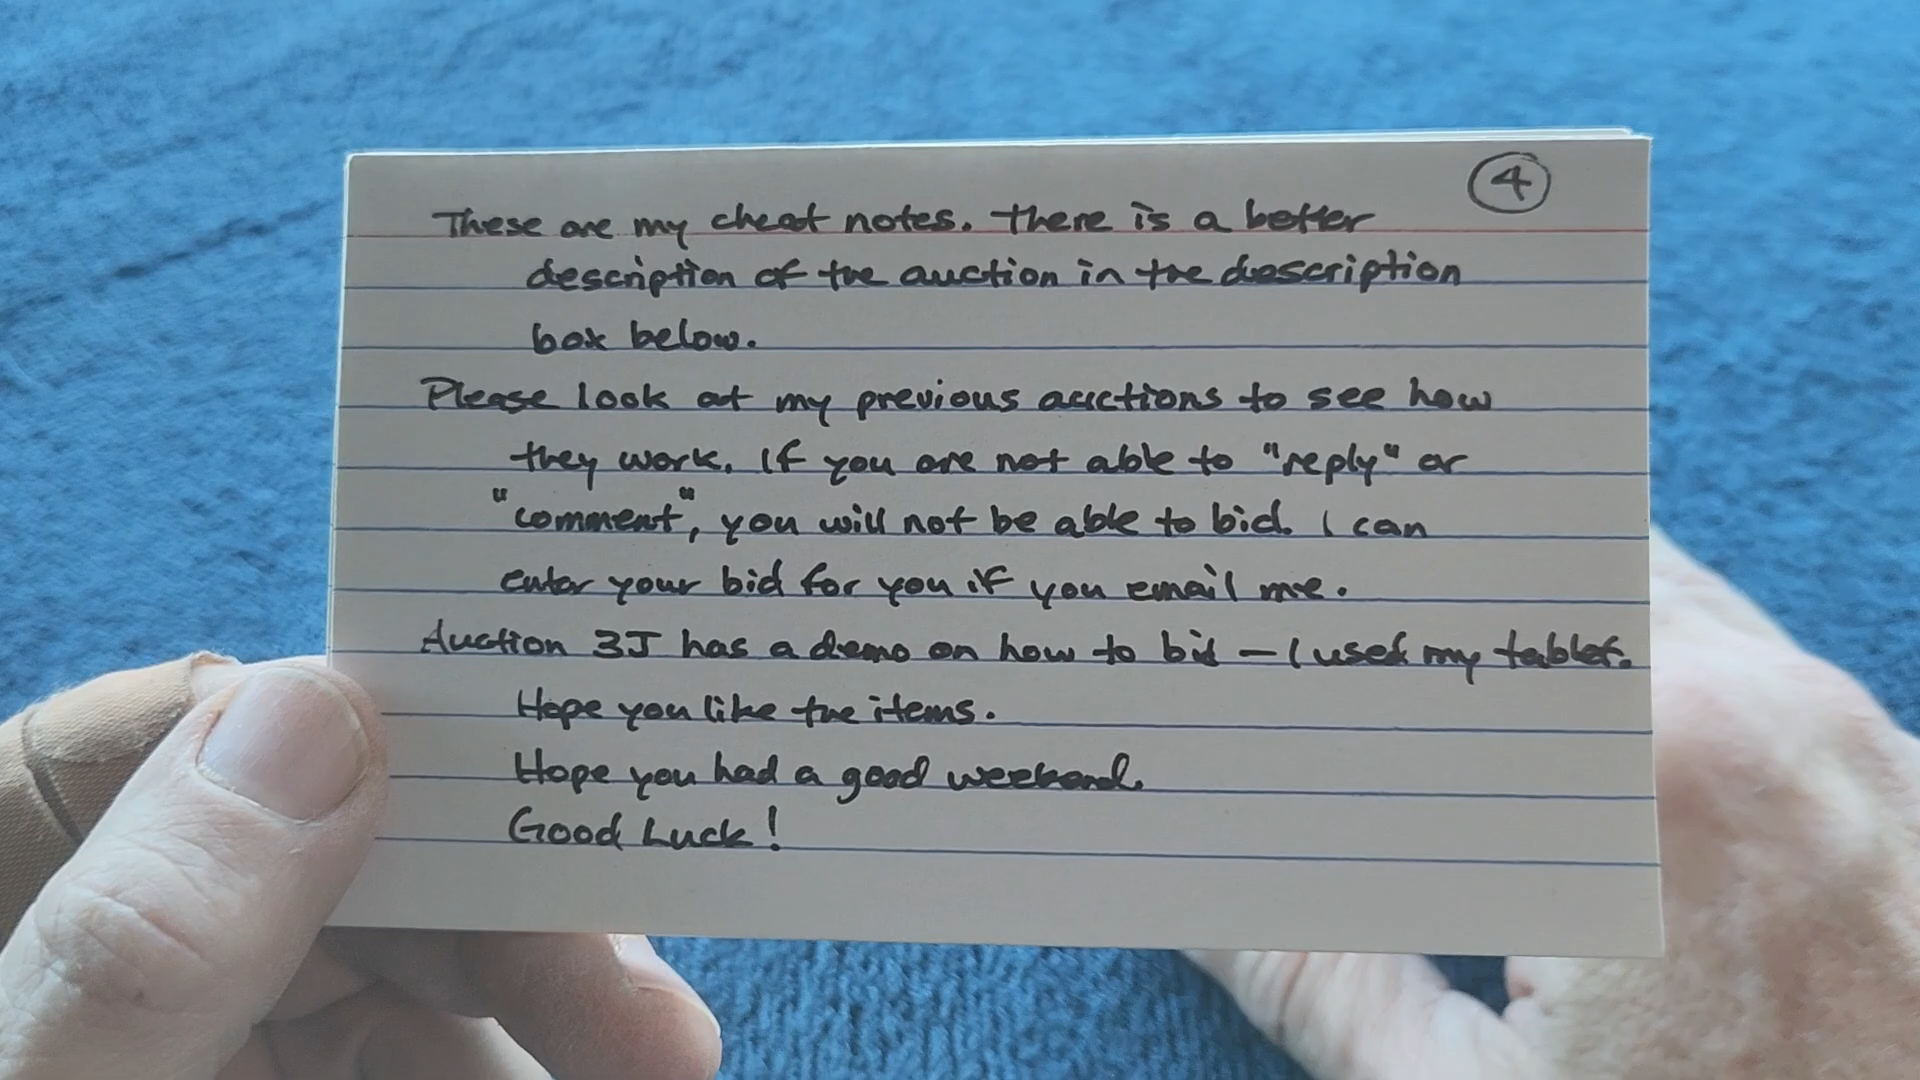 4
These are my cheat notes. There is a better
description of the auction in the description
box below.
Please look at my previous auctions to see how
they work. If you are not able to "reply" or
"comment", you will not be able to bid. I can
enter your bid for you if you email me.
Auction 3J has a demo on how to bid — I used my tablet.
Hope you like the items.
Hope you had a good weekend.
Good Luck!